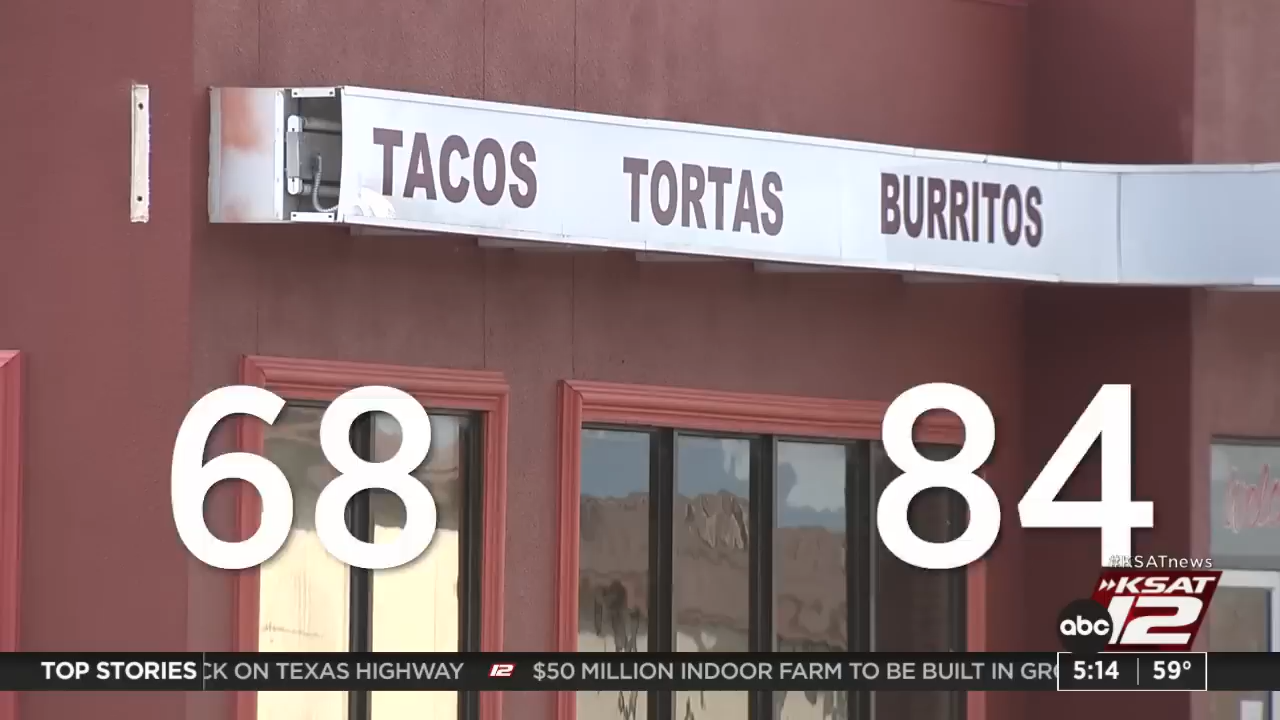 TACOS TORTAS BURRITOS
68 84
#KSATnews
KSAT
abc 12
TOP STORIES CK ON TEXAS HIGHWAY 12 $50 MILLION INDOOR FARM TO BE BUILT IN GR 5:14 59°